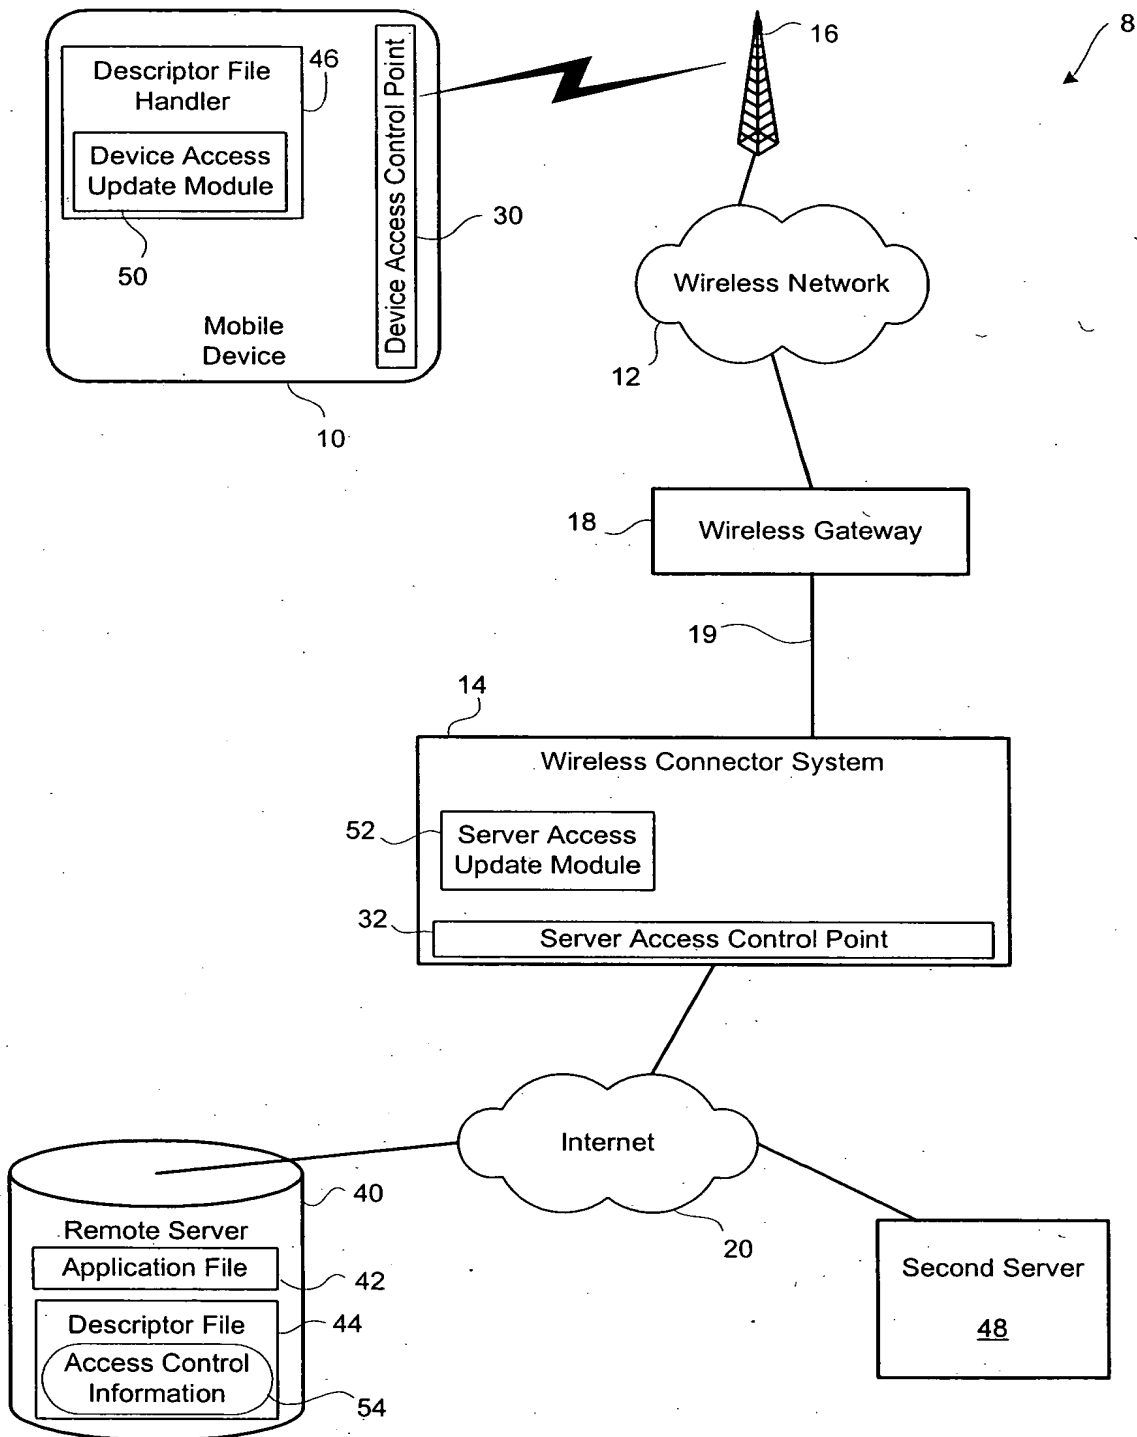 8
16
Descriptor File
Handler
46
Device Access
Update Module
50
Device Access Control Point
30
Mobile
Device
10
Wireless Network
12
18
Wireless Gateway
19
14
Wireless Connector System
52
Server Access
Update Module
32
Server Access Control Point
Internet
20
40
Remote Server
Application File
42
Descriptor File
44
Access Control
Information
54
Second Server
48